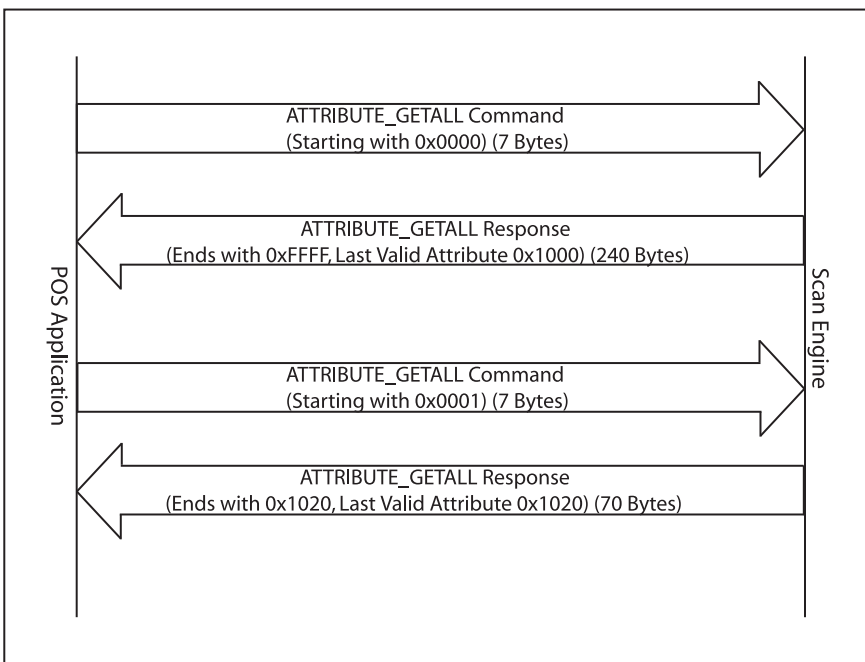 ATTRIBUTE_GETALL Command
(Starting with 0x0000) (7 Bytes)
ATTRIBUTE_GETALL Response
(Ends with 0xFFFF, Last Valid Attribute 0x1000) (240 Bytes)
POS Application
Scan Engine
ATTRIBUTE_GETALL Command
(Starting with 0x0001) (7 Bytes)
ATTRIBUTE_GETALL Response
(Ends with 0x1020, Last Valid Attribute 0x1020) (70 Bytes)